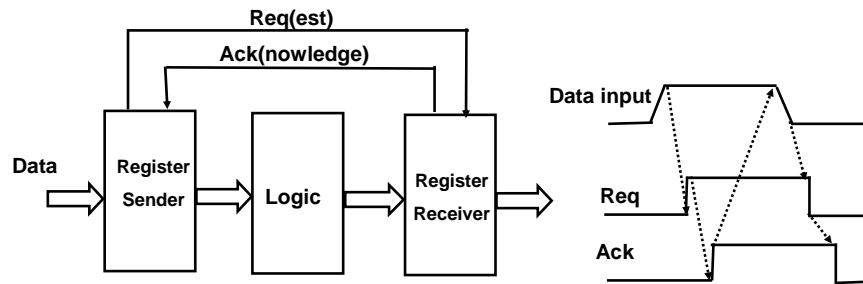 Req(est)
Ack(nowledge)
Data
Register
Sender
Logic
Register
Receiver
Data input
Req
Ack